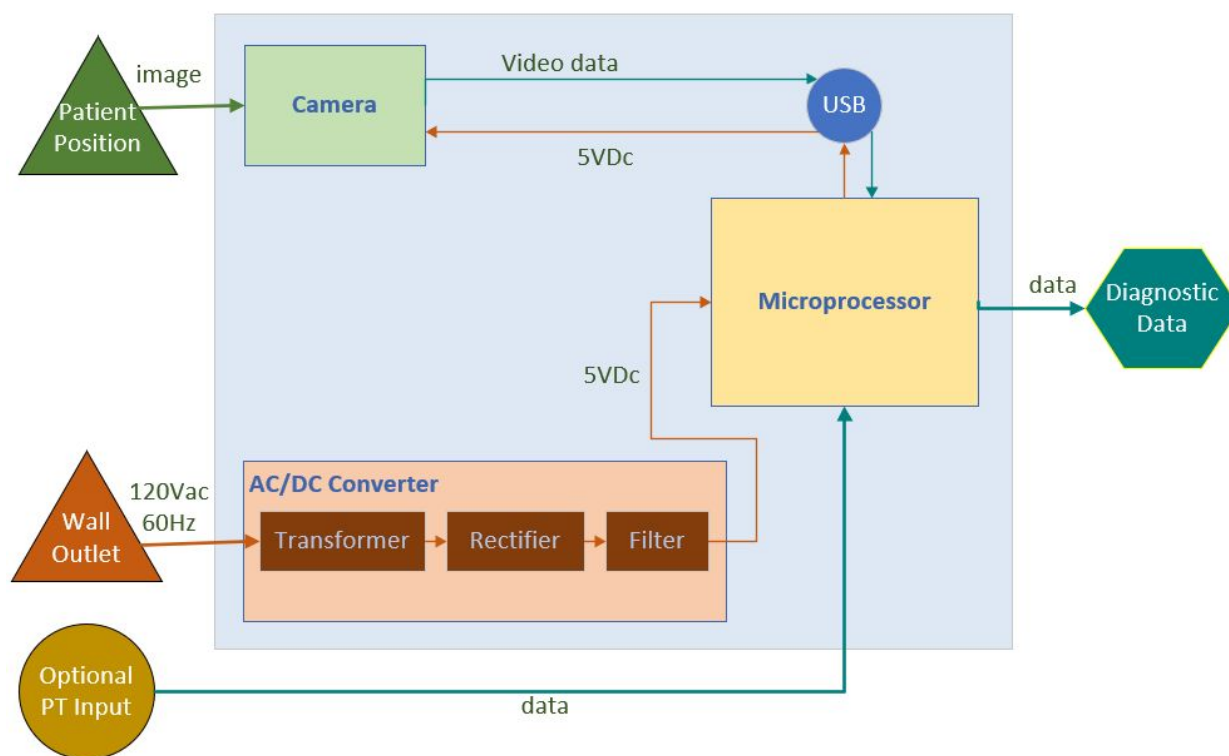 image
Patient
Position
Camera
Video data
USB
5VDc
Microprocessor
data
Diagnostic
Data
5VDc
120Vac
60Hz
Wall
Outlet
AC/DC Converter
Transformer
Rectifier
Filter
Optional
PT Input
data